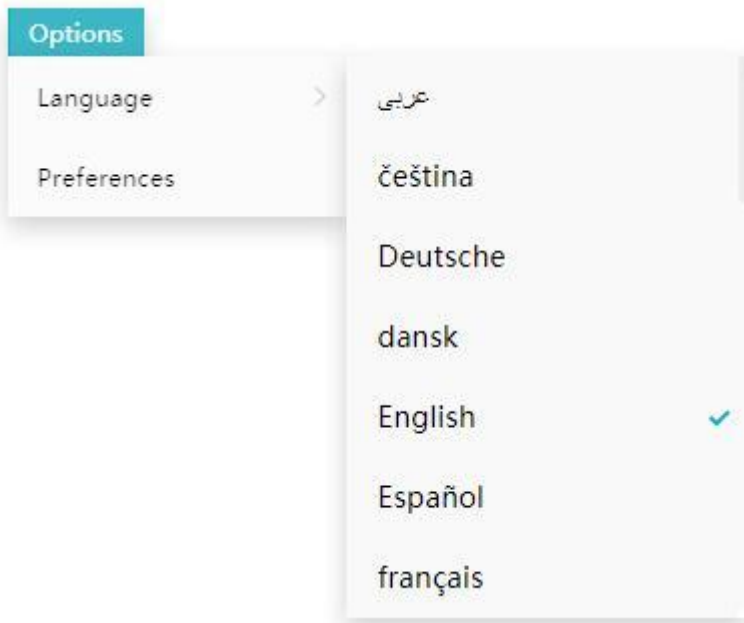 Options
Language
Preferences
عربى
čeština
Deutsche
dansk
English
Español
français